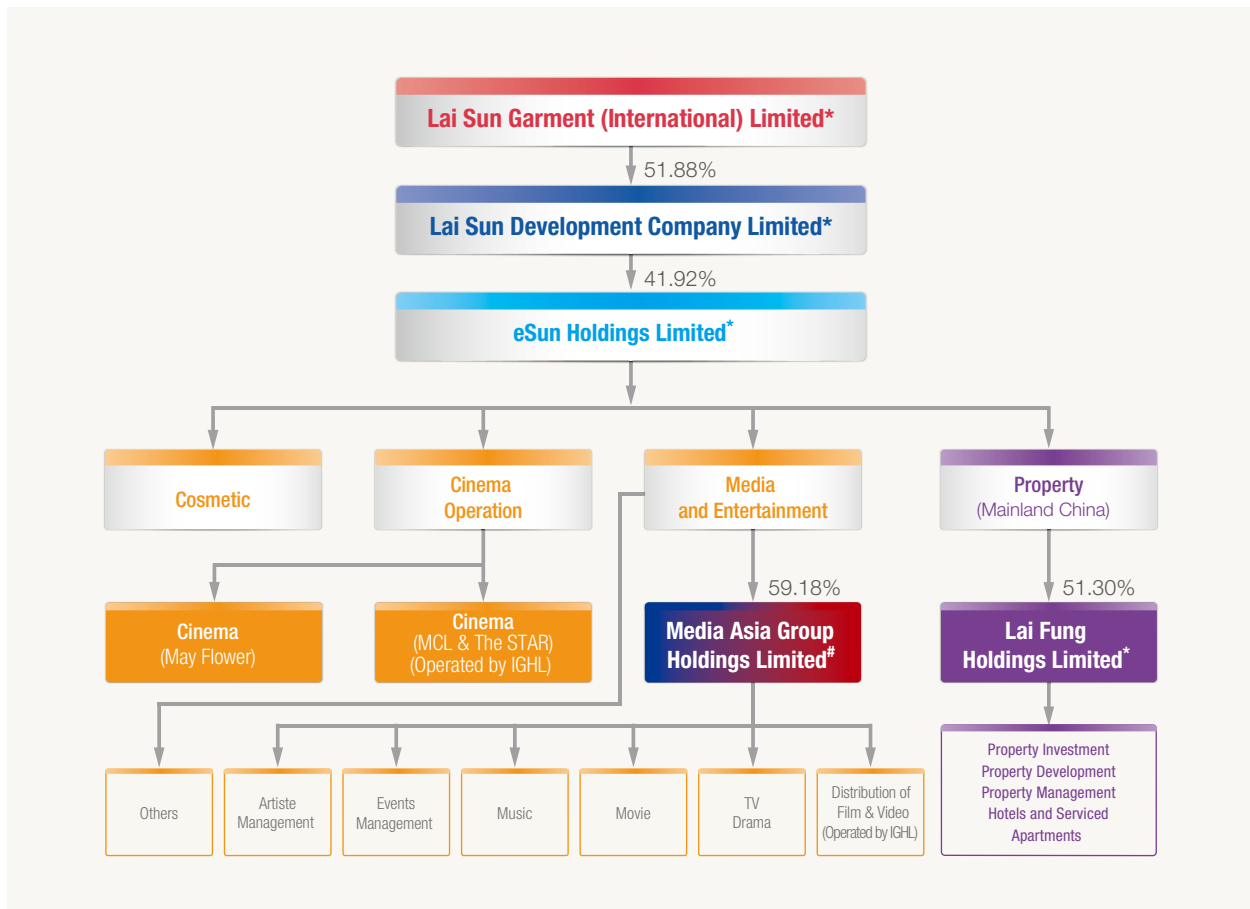 Lai Sun Garment (International) Limited*
51.88%
Lai Sun Development Company Limited*
41.92%
eSun Holdings Limited*
Cosmetic
Cinema
Operation
Media
and Entertainment
Property
(Mainland China)
59.18%
51.30%
Cinema
(May Flower)
Cinema
(MCL & The STAR)
(Operated by IGHL)
Media Asia Group
Holdings Limited#
Lai Fung
Holdings Limited*
Others
Artiste
Management
Events
Management
Music
Movie
TV
Drama
Distribution of
Film & Video
(Operated by IGHL)
Property Investment
Property Development
Property Management
Hotels and Serviced
Apartments